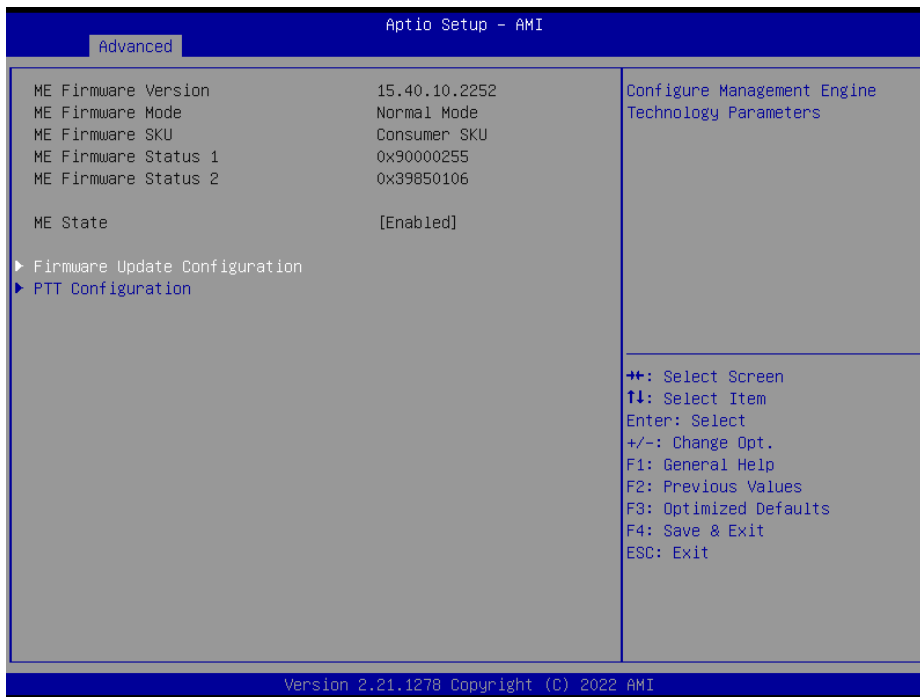 Aptio Setup – AMI
Advanced
ME Firmware Version 15.40.10.2252
ME Firmware Mode Normal Mode
ME Firmware SKU Consumer SKU
ME Firmware Status 1 0x90000255
ME Firmware Status 2 0x39850106
ME State [Enabled]
▶ Firmware Update Configuration
▶ PTT Configuration
Configure Management Engine
Technology Parameters
→←: Select Screen
↑↓: Select Item
Enter: Select
+/-: Change Opt.
F1: General Help
F2: Previous Values
F3: Optimized Defaults
F4: Save & Exit
ESC: Exit
Version 2.21.1278 Copyright (C) 2022 AMI